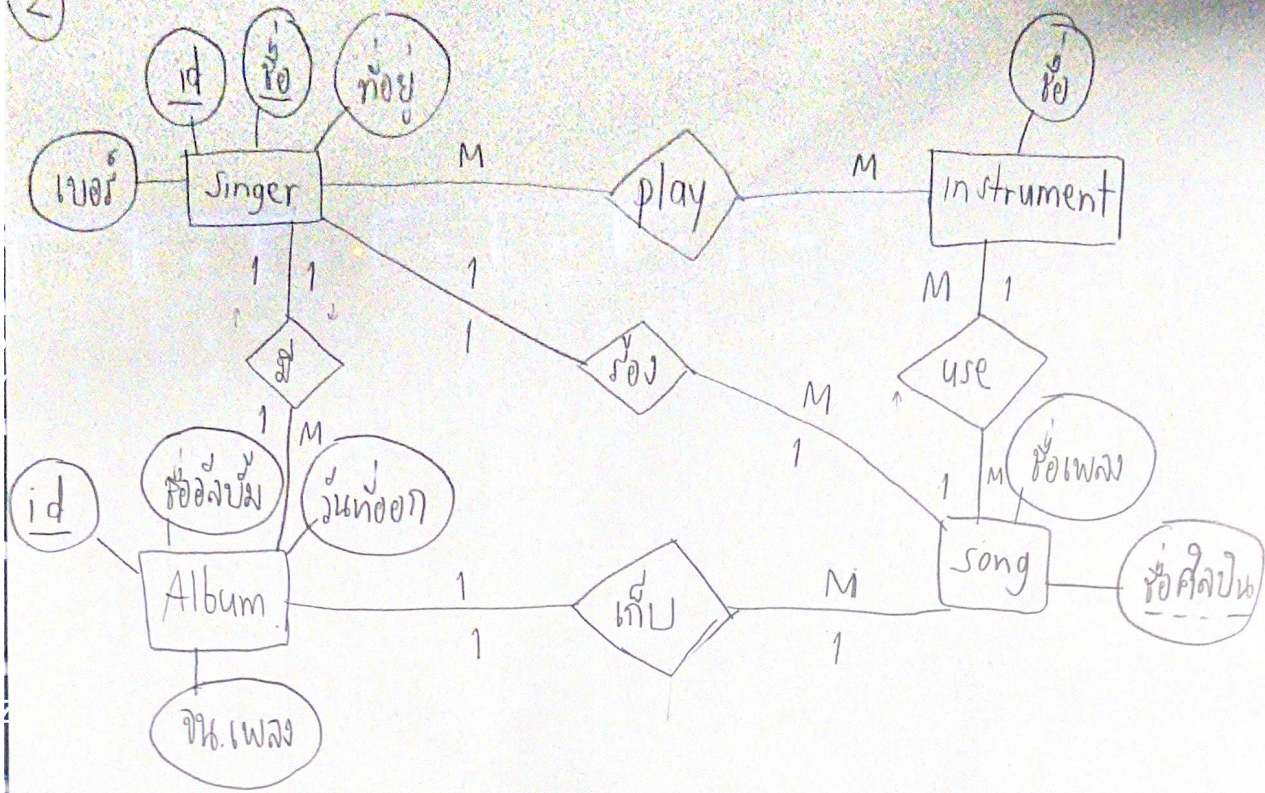 2
id
ชื่อ
ที่อยู่
ชื่อ
เบอร์
singer
M
play
M
instrument
1 1
1
1
M 1
มี
ร้อง
use
1 M
M
1
M
ชื่อเพลง
ชื่ออัลบั้ม
วันที่ออก
id
1
Album
1
1
เก็บ
M
1
song
ชื่อศิลปิน
จน.เพลง